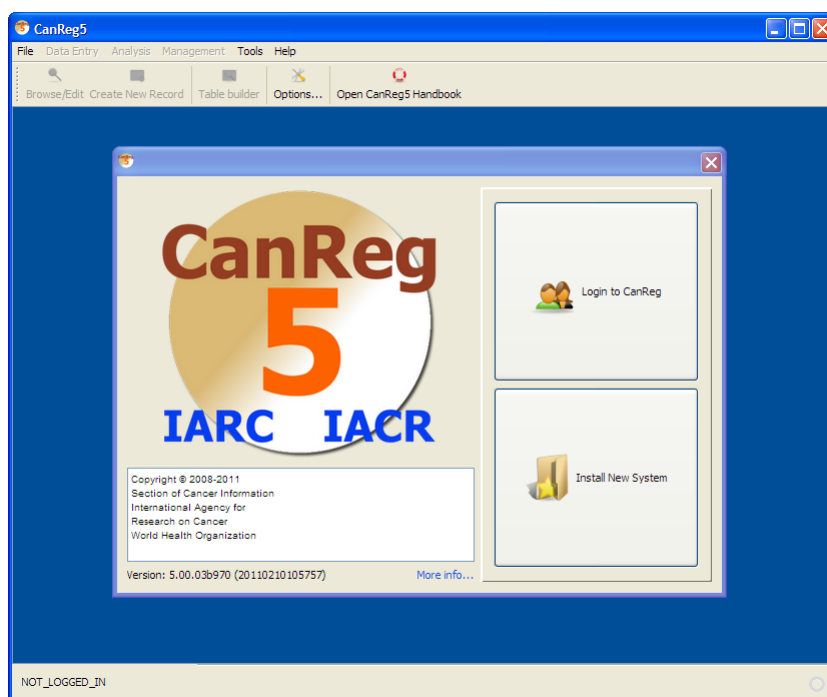 CanReg5
File Data Entry Analysis Management Tools Help
Browse/Edit Create New Record Table builder Options... Open CanReg5 Handbook
CanReg
5
IARC IACR
Login to CanReg
Install New System
Copyright © 2008-2011
Section of Cancer Information
International Agency for
Research on Cancer
World Health Organization
Version: 5.00.03b970 (20110210105757) More info...
NOT_LOGGED_IN